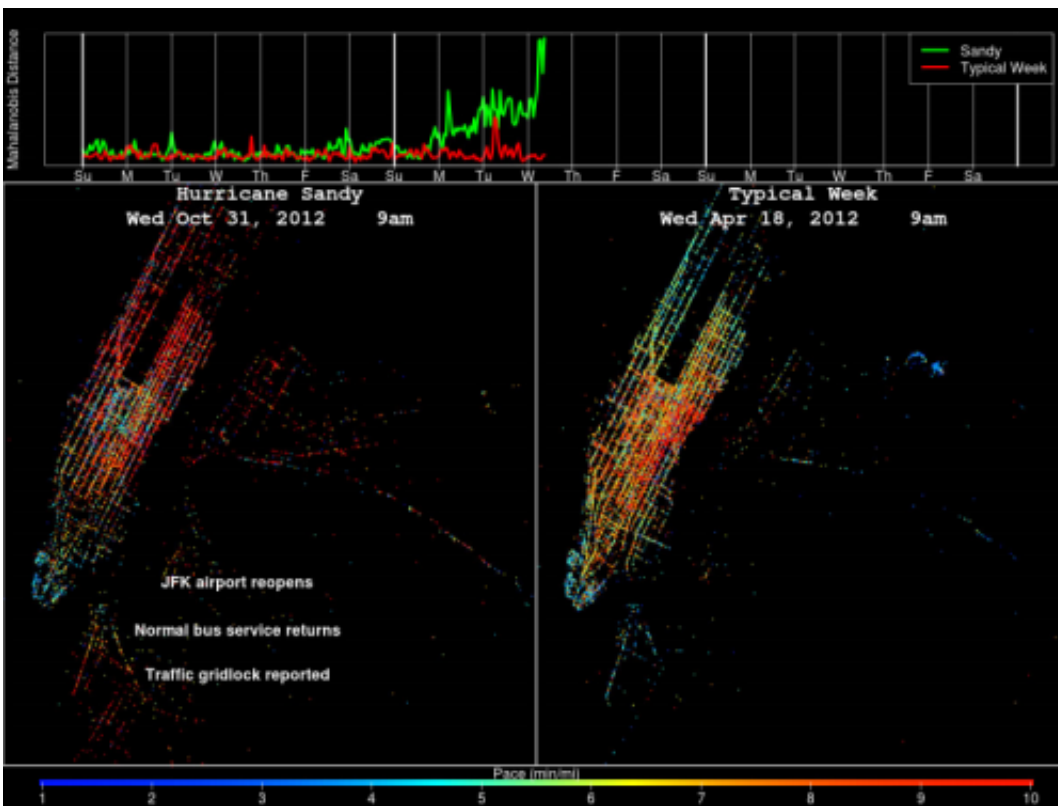 Mahalanobis Distance
Sandy
Typical Week
Su M Tu W Th F Sa Su M Tu W Th F Sa Su M Tu W Th F Sa
Hurricane Sandy
Wed Oct 31, 2012 9am
Typical Week
Wed Apr 18, 2012 9am
JFK airport reopens
Normal bus service returns
Traffic gridlock reported
Pace (min/mi)
1 2 3 4 5 6 7 8 9 10